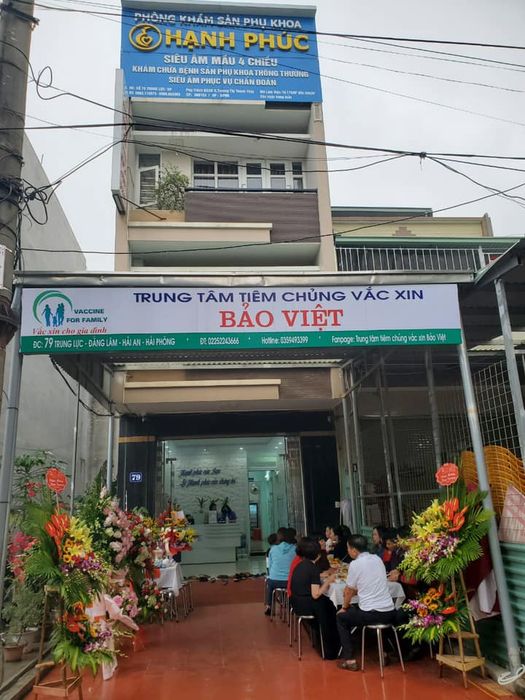 PHÒNG KHÁM SẢN PHỤ KHOA
HẠNH PHÚC
SIÊU ÂM MÀU 4 CHIỀU
KHÁM CHỮA BỆNH SẢN PHỤ KHOA THÔNG THƯỜNG
SIÊU ÂM PHỤC VỤ CHẨN ĐOÁN
VACCINE
FOR FAMILY
Vắc xin cho gia đình
TRUNG TÂM TIÊM CHỦNG VẮC XIN
BẢO VIỆT
ĐC: 79 TRUNG LỰC - ĐẰNG LÂM - HẢI AN - HẢI PHÒNG
ĐT: 02252243666
Hotline: 0359493399
Fanpage: Trung tâm tiêm chủng vắc xin Bảo Việt
79